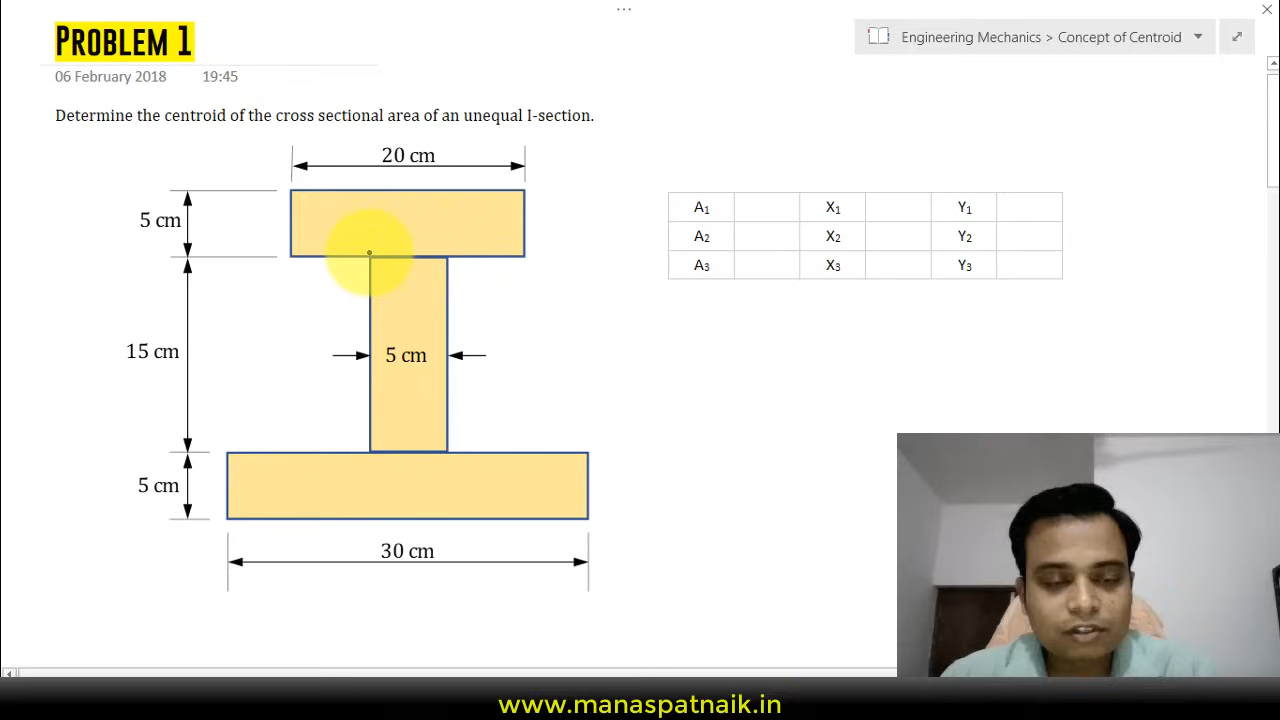 PROBLEM 1
Engineering Mechanics > Concept of Centroid
06 February 2018 19:45
Determine the centroid of the cross sectional area of an unequal I-section.
20 cm
5 cm
15 cm
5 cm
5 cm
30 cm
A1 X1 Y1
A2 X2 Y2
A3 X3 Y3
www.manaspatnaik.in